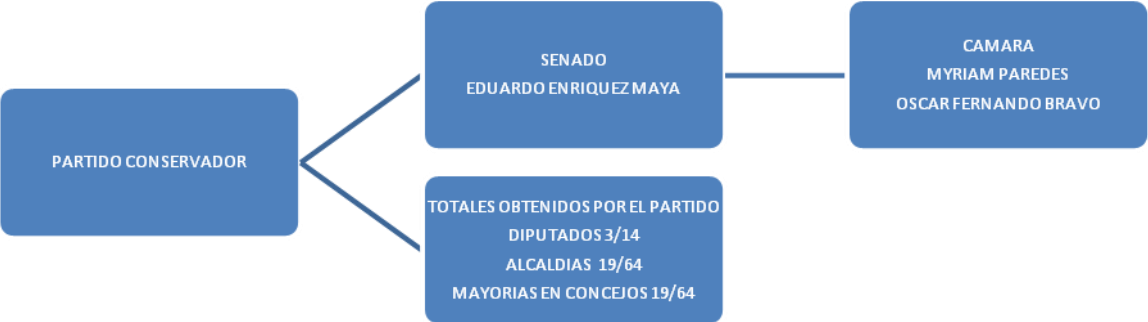 PARTIDO CONSERVADOR
SENADO
EDUARDO ENRIQUEZ MAYA
CAMARA
MYRIAM PAREDES
OSCAR FERNANDO BRAVO
TOTALES OBTENIDOS POR EL PARTIDO
DIPUTADOS 3/14
ALCALDIAS 19/64
MAYORIAS EN CONCEJOS 19/64